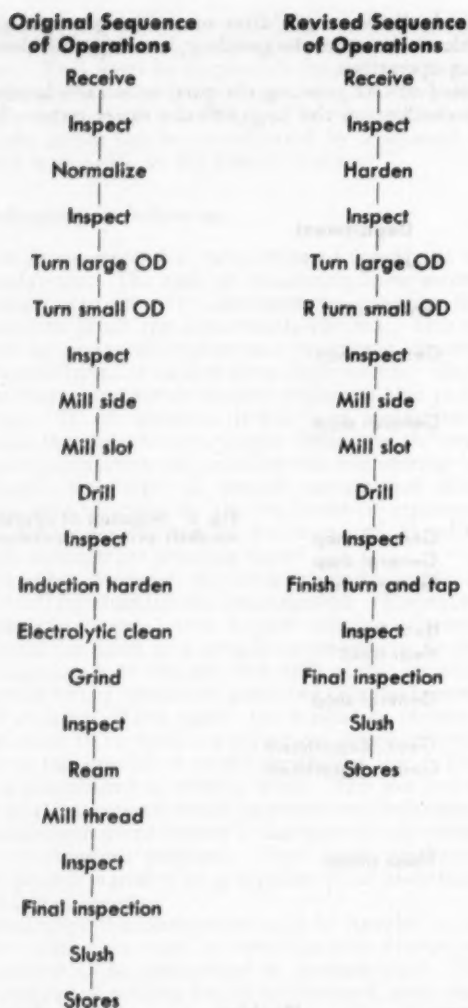 Original Sequence
of Operations
Receive
Inspect
Normalize
Inspect
Turn large OD
Turn small OD
Inspect
Mill side
Mill slot
Drill
Inspect
Induction harden
Electrolytic clean
Grind
Inspect
Ream
Mill thread
Inspect
Final inspection
Slush
Stores
Revised Sequence
of Operations
Receive
Inspect
Harden
Inspect
Turn large OD
R turn small OD
Inspect
Mill side
Mill slot
Drill
Inspect
Finish turn and tap
Inspect
Final inspection
Slush
Stores